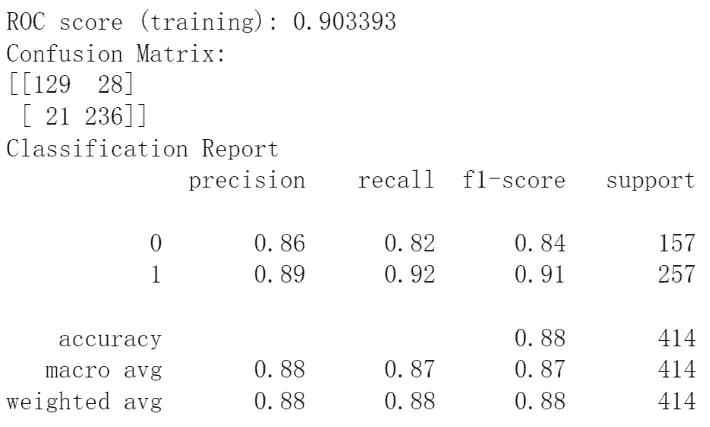 ROC score (training): 0.903393
Confusion Matrix:
[[129  28]
 [ 21 236]]
Classification Report
              precision    recall  f1-score   support

           0       0.86      0.82      0.84       157
           1       0.89      0.92      0.91       257

    accuracy                           0.88       414
   macro avg       0.88      0.87      0.87       414
weighted avg       0.88      0.88      0.88       414